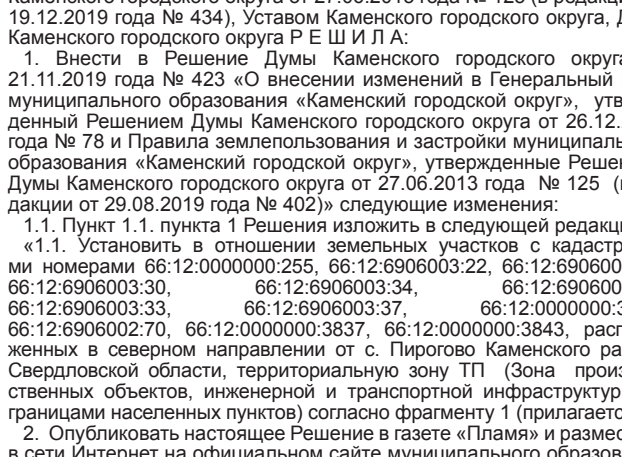 Каменского городского округа от 27.06.2013 года № 125 (в редакции
19.12.2019 года № 434), Уставом Каменского городского округа,
Каменского городского округа Р Е Ш И Л А:
1. Внести в Решение Думы Каменского городского округа
21.11.2019 года № 423 «О внесении изменений в Генеральный
муниципального образования «Каменский городской округ», утв
денный Решением Думы Каменского городского округа от 26.12.
года № 78 и Правила землепользования и застройки муниципаль
образования «Каменский городской округ», утвержденные Реше
Думы Каменского городского округа от 27.06.2013 года № 125 (
дакции от 29.08.2019 года № 402)» следующие изменения:
1.1. Пункт 1.1. пункта 1 Решения изложить в следующей редакц
«1.1. Установить в отношении земельных участков с кадастр
ми номерами 66:12:0000000:255, 66:12:6906003:22, 66:12:690600
66:12:6906003:30, 66:12:6906003:34, 66:12:690600
66:12:6906003:33, 66:12:6906003:37, 66:12:0000000:3
66:12:6906002:70, 66:12:0000000:3837, 66:12:0000000:3843, расп
женных в северном направлении от с. Пирогово Каменского ра
Свердловской области, территориальную зону ТП (Зона произ
ственных объектов, инженерной и транспортной инфраструктур
границами населенных пунктов) согласно фрагменту 1 (прилагаетс
2. Опубликовать настоящее Решение в газете «Пламя» и размес
в сети Интернет на официальном сайте муниципального образов